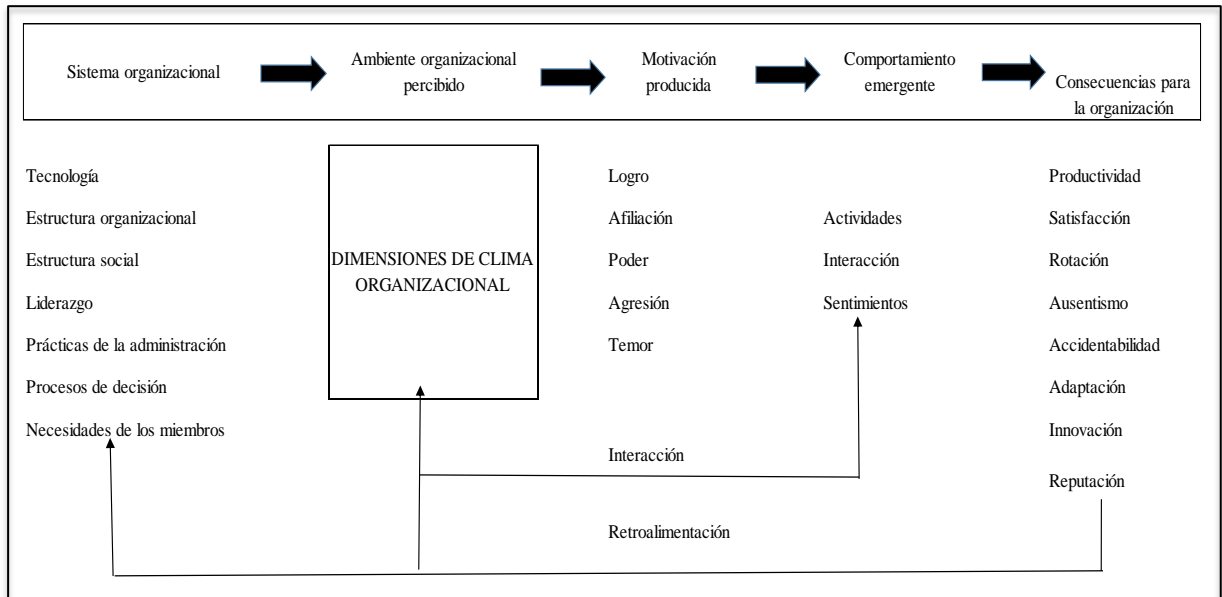 Sistema organizacional
Ambiente organizacional
percibido
Motivación
producida
Comportamiento
emergente
Consecuencias para
la organización
Tecnología
Estructura organizacional
Estructura social
Liderazgo
Prácticas de la administración
Procesos de decisión
Necesidades de los miembros
DIMENSIONES DE CLIMA
ORGANIZACIONAL
Logro
Afiliación
Poder
Agresión
Temor
Actividades
Interacción
Sentimientos
Productividad
Satisfacción
Rotación
Ausentismo
Accidentabilidad
Adaptación
Innovación
Reputación
Interacción
Retroalimentación